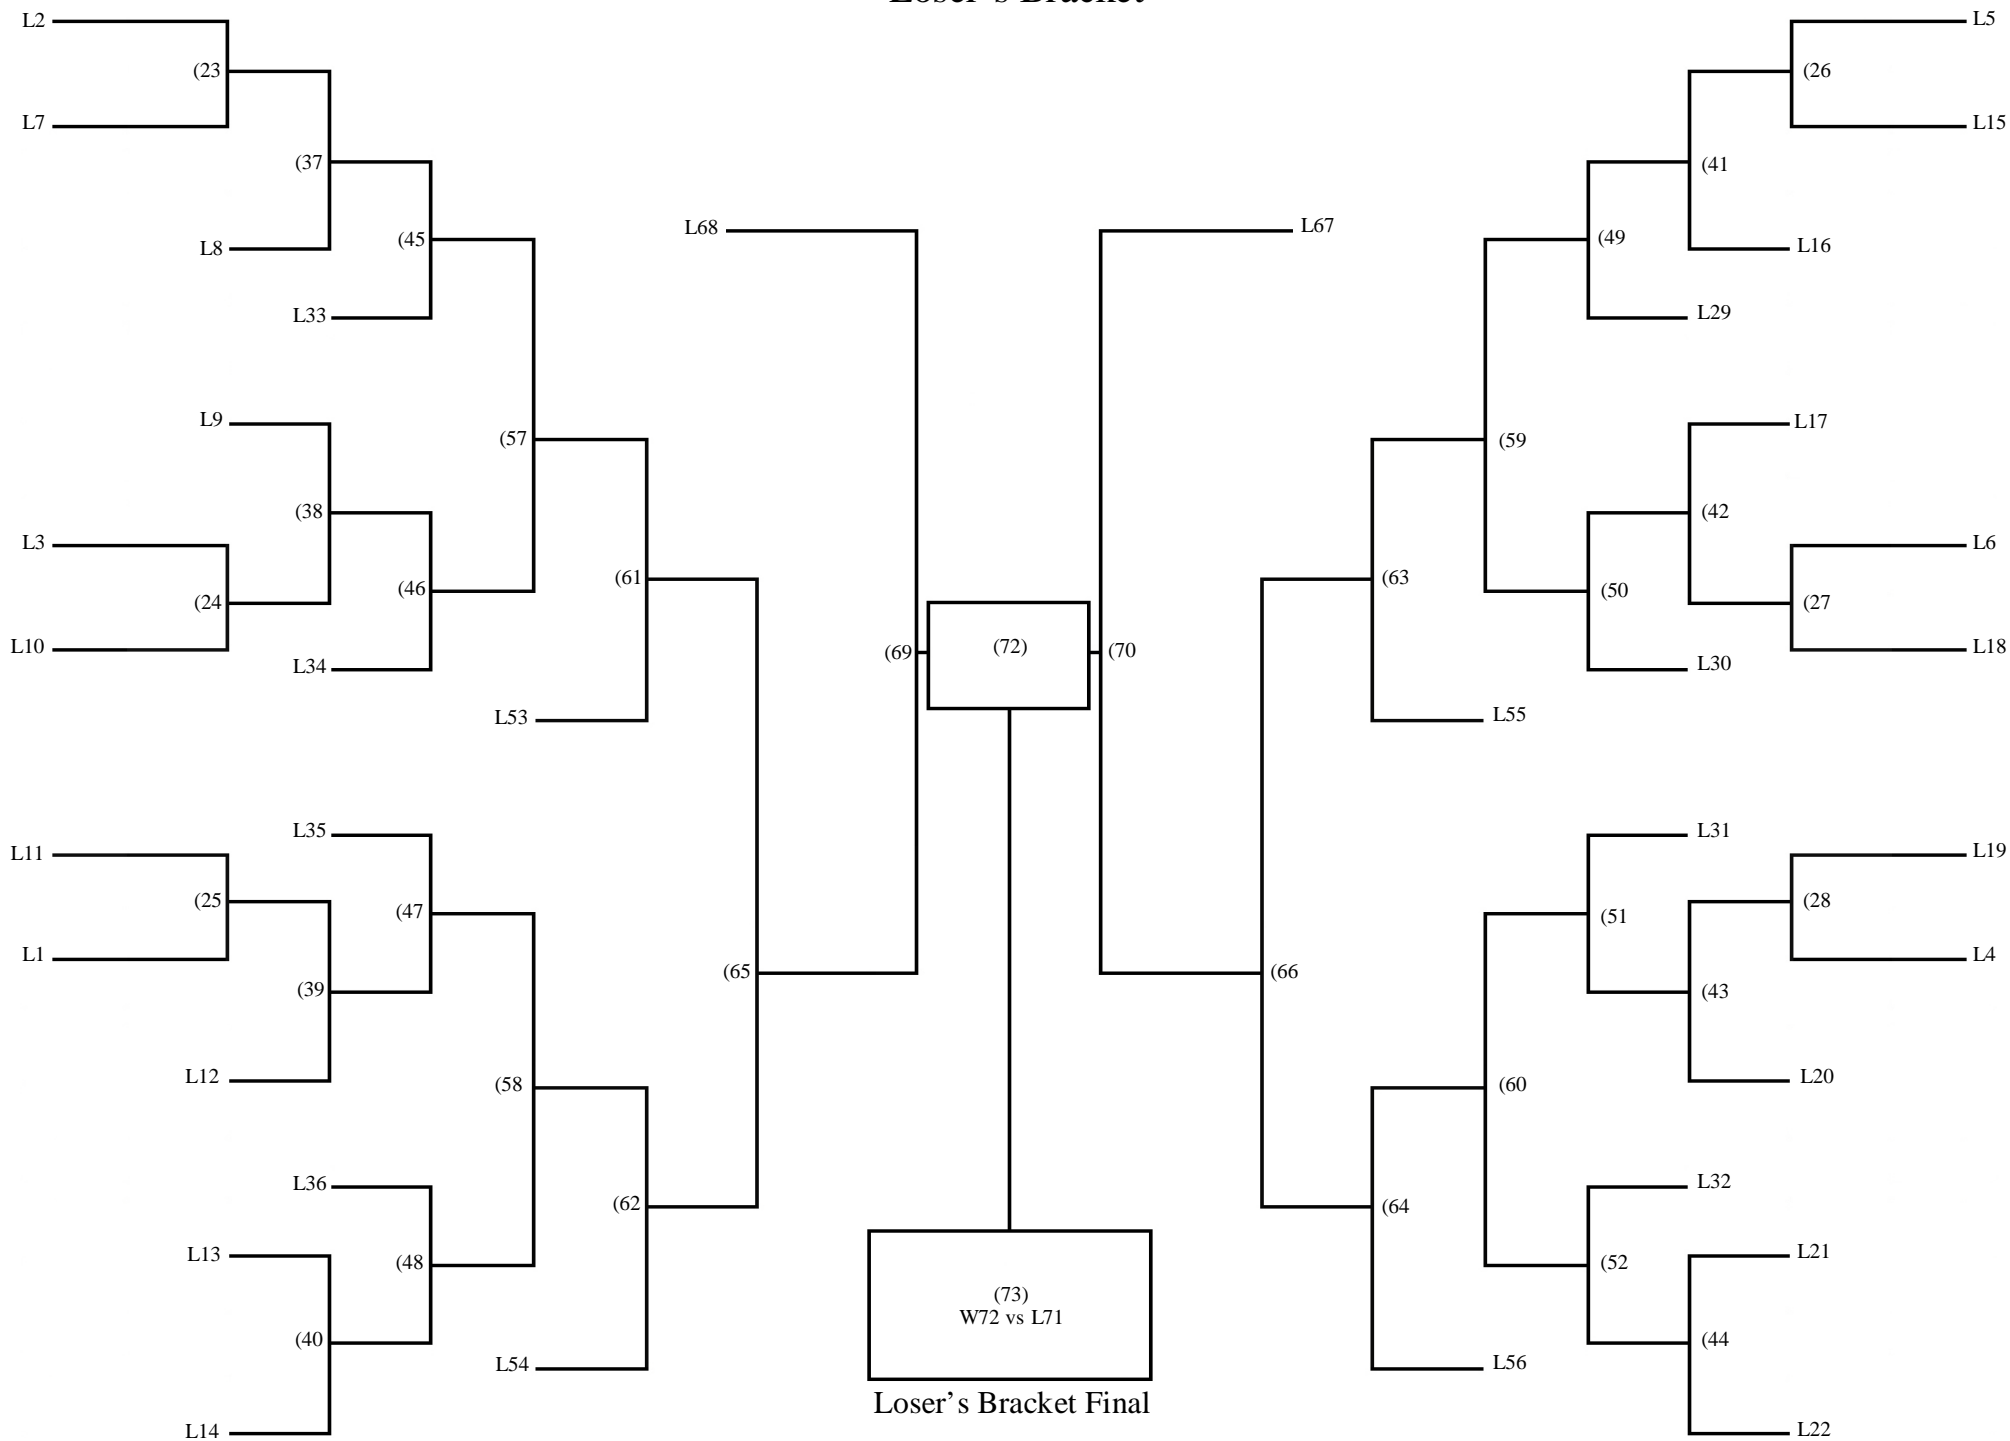 Loser's Bracket
L2
L5
(23
(26
L7
L15
(37
(41
L68
L67
L8
(45
(49
L16
L33
L29
L9
L17
(57
(59
(38
(42
L3
L6
(61
(63
(46
(50
(24
(27
L10
L18
(69
(72)
(70
L34
L30
L53
L55
L35
L31
L11
L19
(25
(28
(47
(51
L1
L4
(65
(66
(39
(43
L12
L20
(58
(60
L36
L32
(62
(64
L13
L21
(48
(52
(73)
W72 vs L71
(40
(44
L54
L56
Loser’s Bracket Final
L14
L22